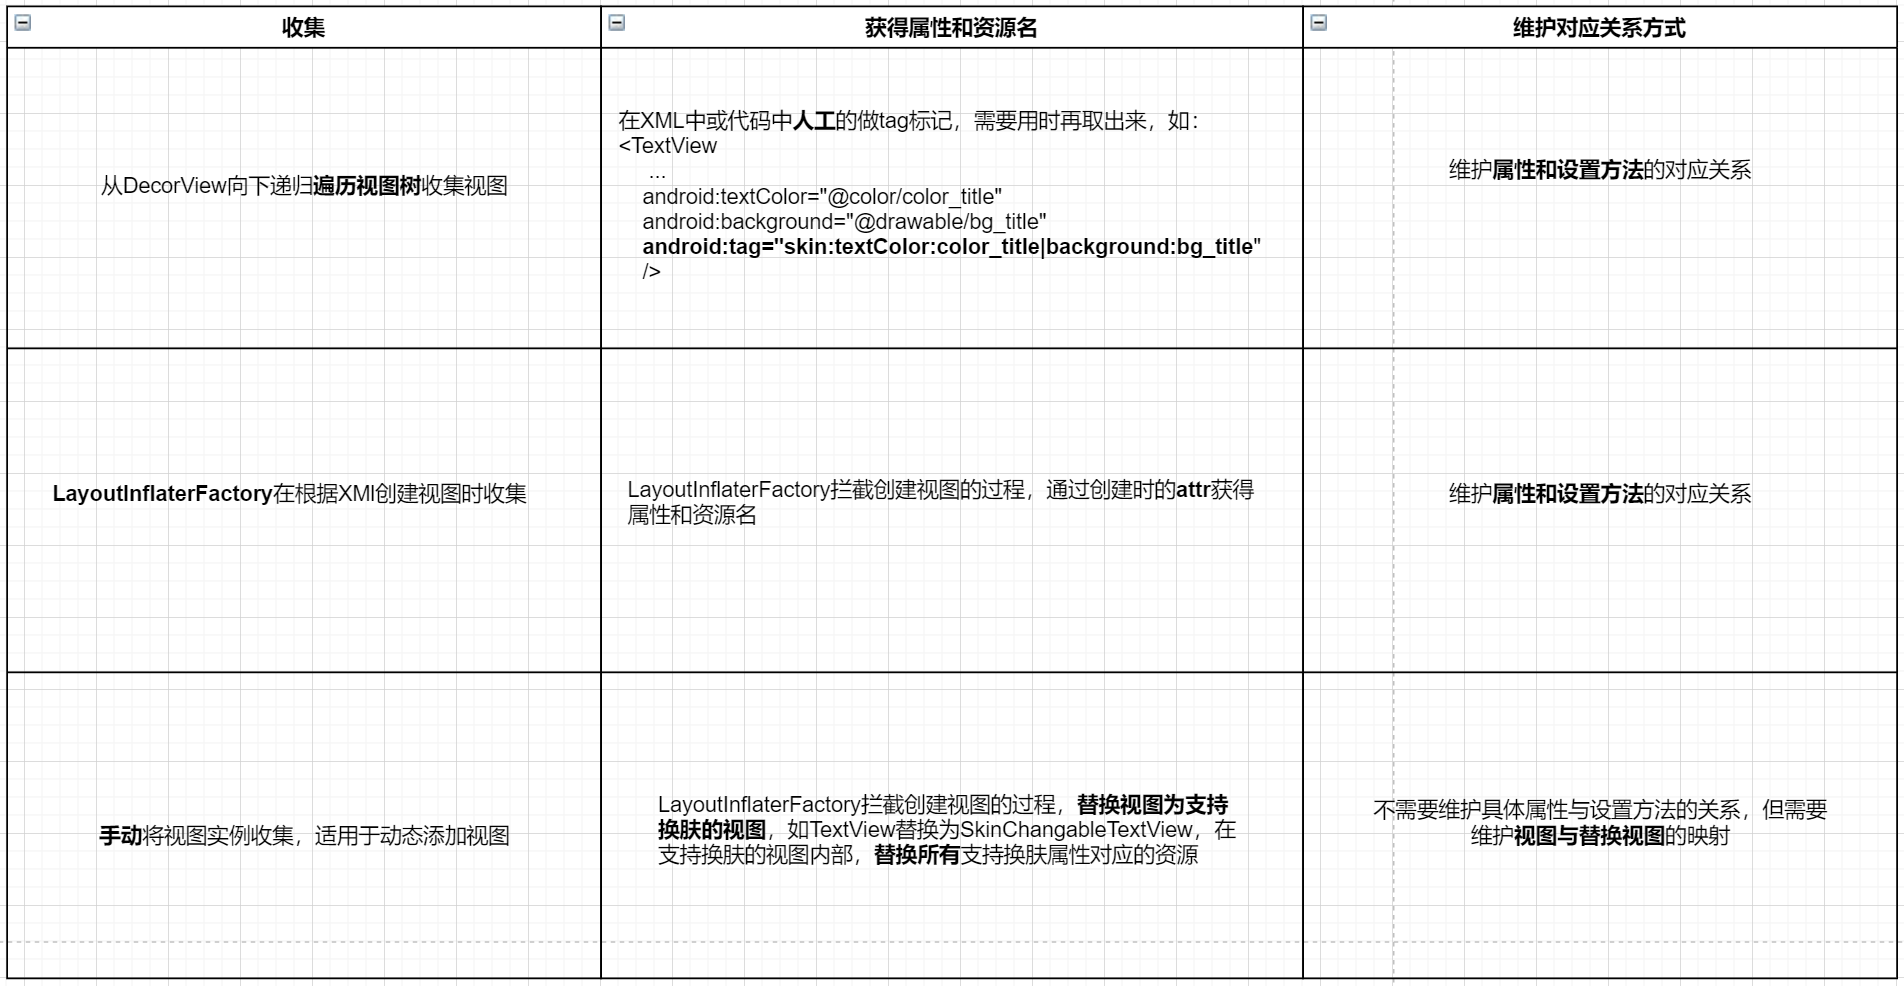 收集
获得属性和资源名
维护对应关系方式
从DecorView向下递归遍历视图树收集视图
在XML中或代码中人工的做tag标记，需要用时再取出来，如：
<TextView
...
android:textColor="@color/color_title"
android:background="@drawable/bg_title"
android:tag="skin:textColor:color_title|background:bg_title"
/>
维护属性和设置方法的对应关系
LayoutInflaterFactory在根据XMl创建视图时收集
LayoutInflaterFactory拦截创建视图的过程，通过创建时的attr获得
属性和资源名
维护属性和设置方法的对应关系
手动将视图实例收集，适用于动态添加视图
LayoutInflaterFactory拦截创建视图的过程，替换视图为支持
换肤的视图，如TextView替换为SkinChangableTextView，在
支持换肤的视图内部，替换所有支持换肤属性对应的资源
不需要维护具体属性与设置方法的关系，但需要
维护视图与替换视图的映射